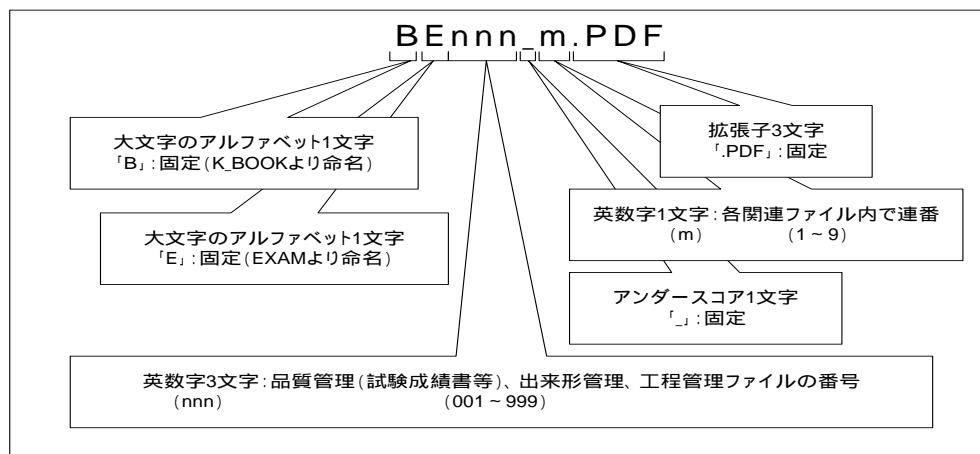 BEnnn_m.PDF
大文字のアルファベット1文字
「B」:固定(K_BOOKより命名)
拡張子3文字
「.PDF」:固定
英数字1文字:各関連ファイル内で連番
(m) (1~9)
大文字のアルファベット1文字
「E」:固定(EXAMより命名)
アンダースコア1文字
「_」:固定
英数字3文字:品質管理(試験成績書等)、出来形管理、工程管理ファイルの番号
(nnn) (001~999)